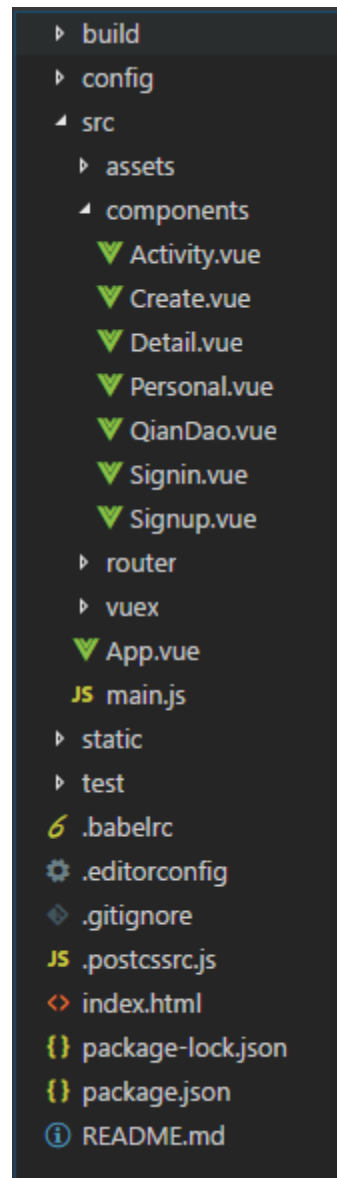 build
config
src
assets
components
Activity.vue
Create.vue
Detail.vue
Personal.vue
QianDao.vue
Signin.vue
Signup.vue
router
vuex
App.vue
JS main.js
static
test
6 .babelrc
.editorconfig
.gitignore
JS .postcssrc.js
<> index.html
{} package-lock.json
{} package.json
README.md